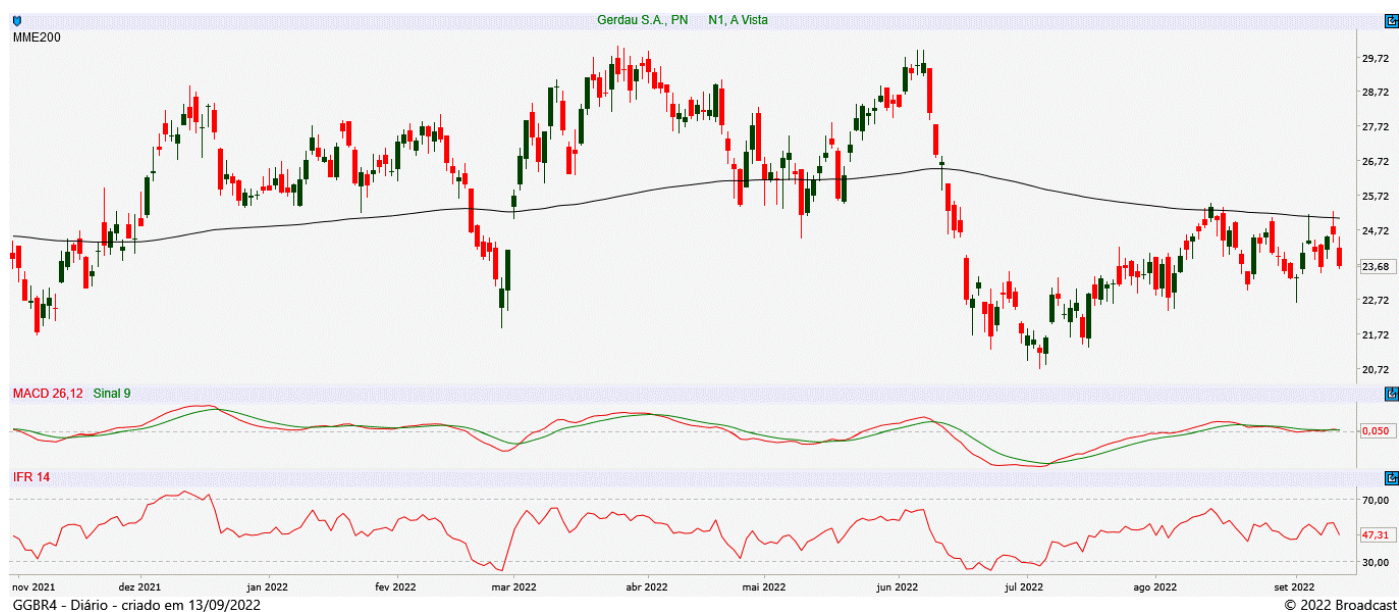 Gerdau S.A., PN N1, A Vista
MME200
29,72
28,72
27,72
26,72
25,72
24,72
23,68
22,72
21,72
20,72
MACD 26,12 Sinal 9
0,050
IFR 14
70,00
47,31
30,00
nov 2021 dez 2021 jan 2022 fev 2022 mar 2022 abr 2022 mai 2022 jun 2022 jul 2022 ago 2022 set 2022
GGBR4 - Diário - criado em 13/09/2022 © 2022 Broadcast